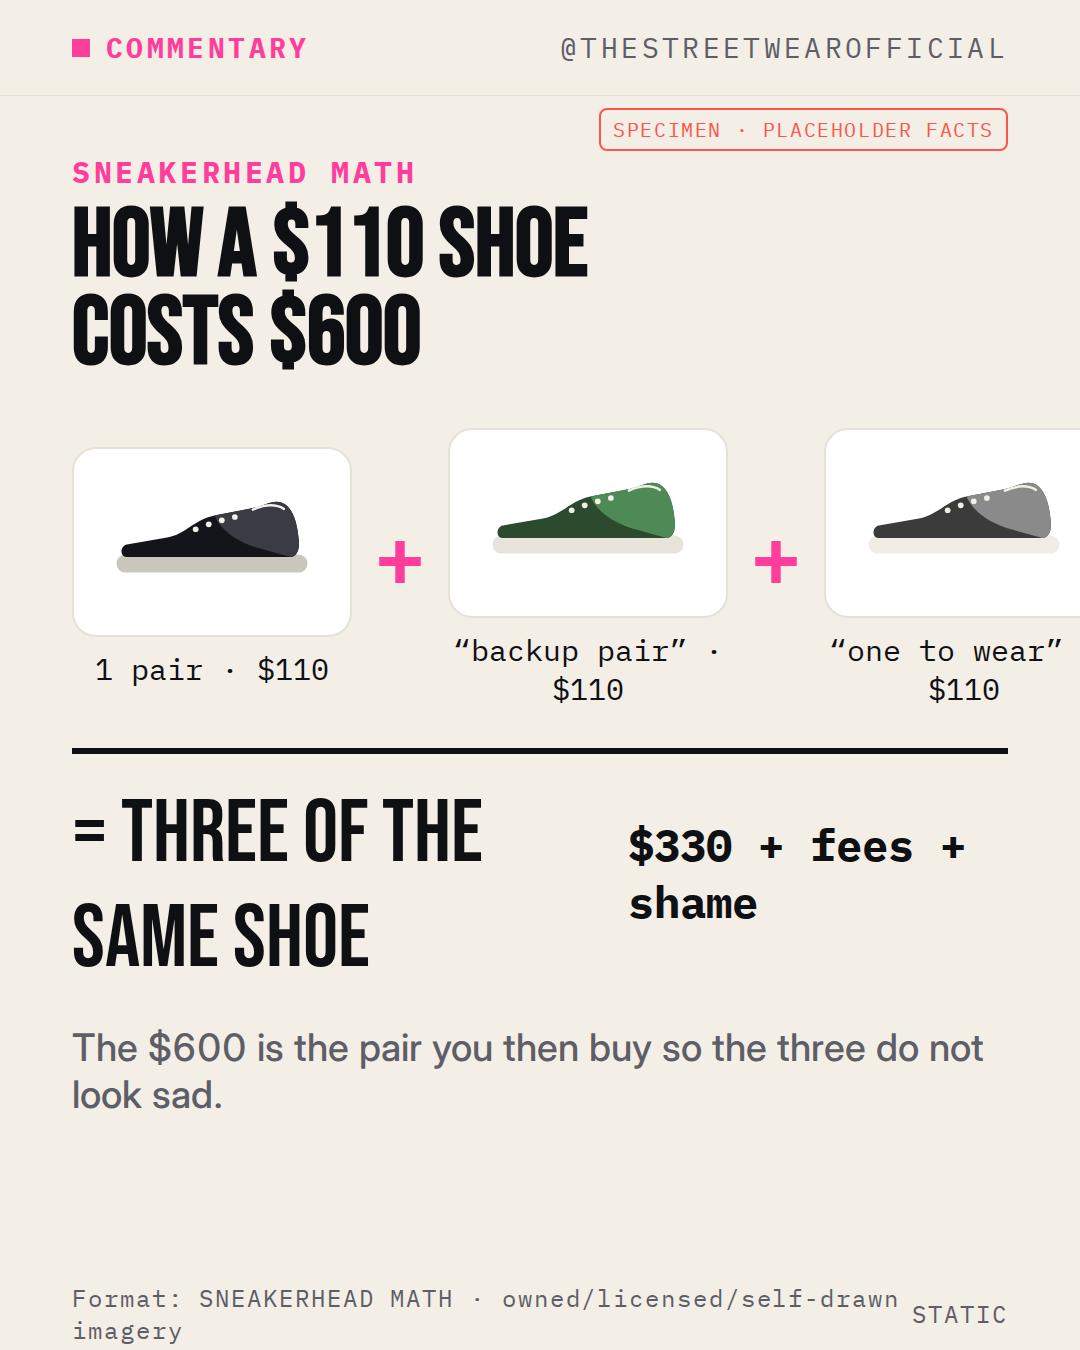 COMMENTARY
@THESTREETWEAROFFICIAL
SPECIMEN · PLACEHOLDER FACTS
SNEAKERHEAD MATH
HOW A $110 SHOE
COSTS $600
+
+
1 pair · $110
“backup pair” ·
$110
“one to wear”
$110
= THREE OF THE
SAME SHOE
$330 + fees +
shame
The $600 is the pair you then buy so the three do not
look sad.
Format: SNEAKERHEAD MATH · owned/licensed/self-drawn
imagery
STATIC